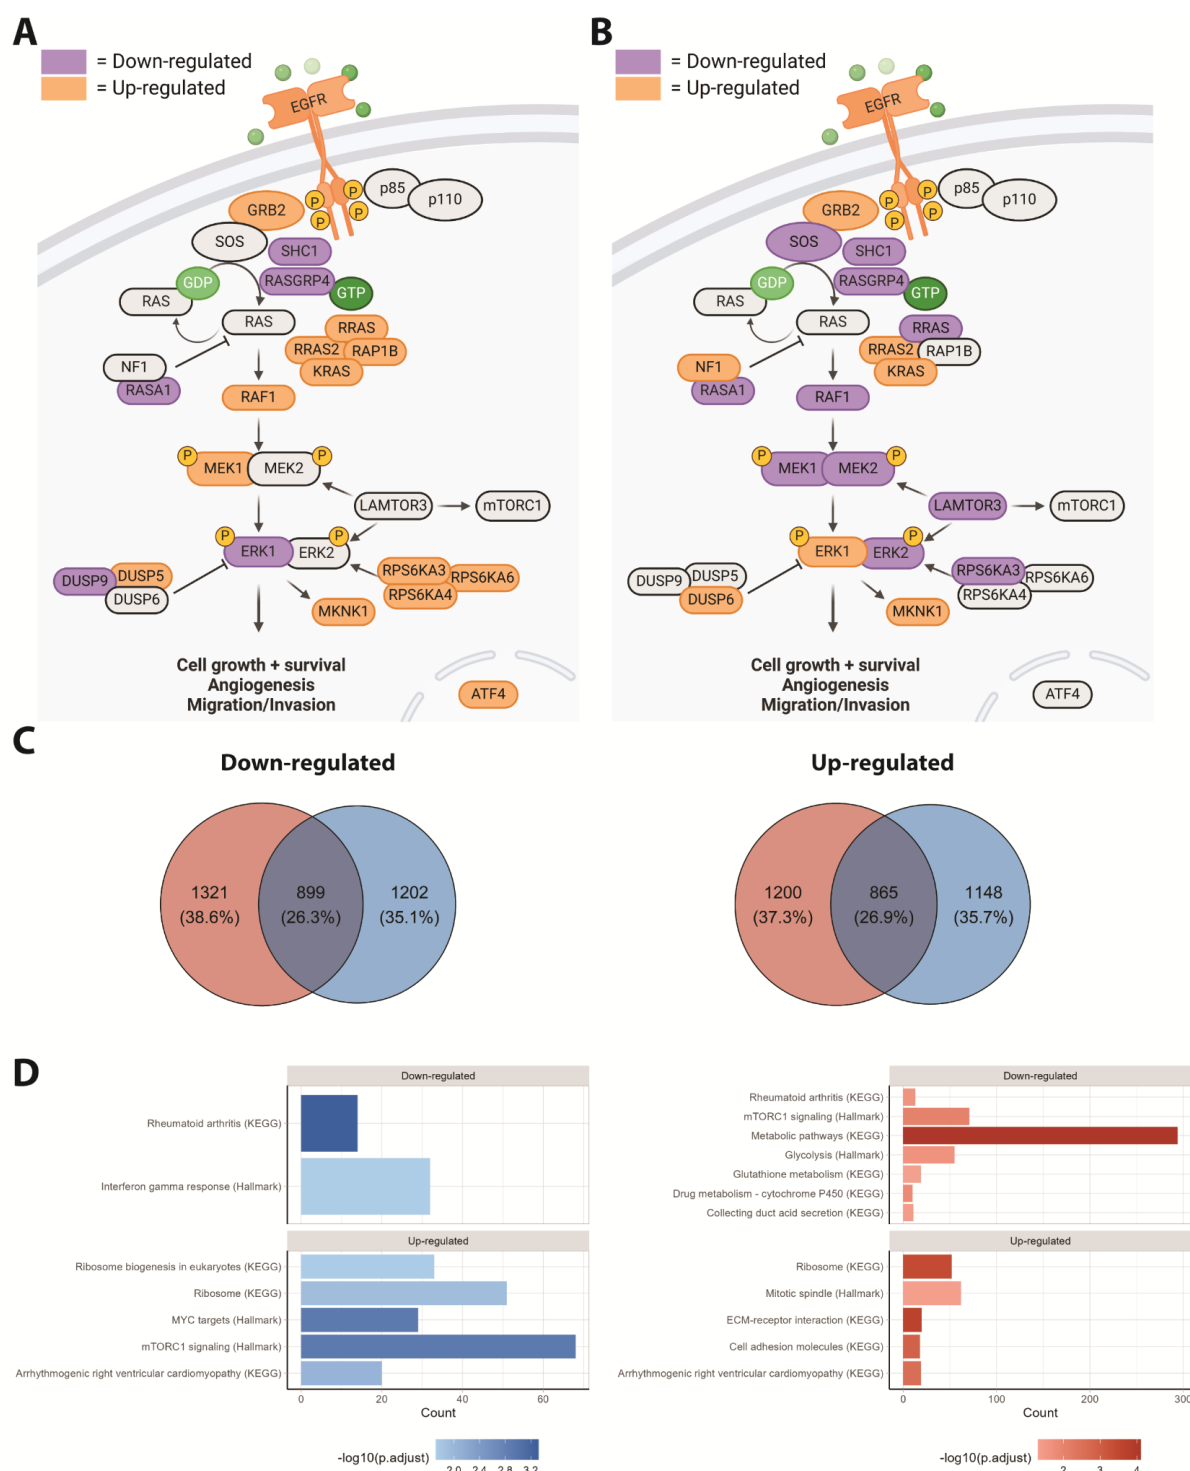 A
= Down-regulated
= Up-regulated
EGFR
P
P
P
P
p85
p110
GRB2
SOS
SHC1
GDP
RASGRP4
GTP
RAS
RAS
RRAS
RRAS2
RAP1B
KRAS
NF1
RASA1
RAF1
P
MEK1
MEK2
P
LAMTOR3
mTORC1
P
ERK1
ERK2
P
DUSP9
DUSP5
DUSP6
RPS6KA3
RPS6KA6
RPS6KA4
MKNK1
Cell growth + survival
Angiogenesis
Migration/Invasion
ATF4
B
= Down-regulated
= Up-regulated
EGFR
P
P
P
P
p85
p110
GRB2
SOS
SHC1
GDP
RASGRP4
GTP
RAS
RAS
RRAS
RRAS2
RAP1B
KRAS
NF1
RASA1
RAF1
P
MEK1
MEK2
P
LAMTOR3
mTORC1
P
ERK1
ERK2
P
DUSP9
DUSP5
DUSP6
RPS6KA3
RPS6KA6
RPS6KA4
MKNK1
Cell growth + survival
Angiogenesis
Migration/Invasion
ATF4
C
Down-regulated
1321
(38.6%)
899
(26.3%)
1202
(35.1%)
Up-regulated
1200
(37.3%)
865
(26.9%)
1148
(35.7%)
D
Down-regulated
Rheumatoid arthritis (KEGG)
Interferon gamma response (Hallmark)
Up-regulated
Ribosome biogenesis in eukaryotes (KEGG)
Ribosome (KEGG)
MYC targets (Hallmark)
mTORC1 signaling (Hallmark)
Arrhythmogenic right ventricular cardiomyopathy (KEGG)
0 20 40 60
Count
-log10(p.adjust)
2.0 2.4 2.8 3.2
Down-regulated
Rheumatoid arthritis (KEGG)
mTORC1 signaling (Hallmark)
Metabolic pathways (KEGG)
Glycolysis (Hallmark)
Glutathione metabolism (KEGG)
Drug metabolism - cytochrome P450 (KEGG)
Collecting duct acid secretion (KEGG)
Up-regulated
Ribosome (KEGG)
Mitotic spindle (Hallmark)
ECM-receptor interaction (KEGG)
Cell adhesion molecules (KEGG)
Arrhythmogenic right ventricular cardiomyopathy (KEGG)
0 100 200 300
Count
-log10(p.adjust)
2 3 4